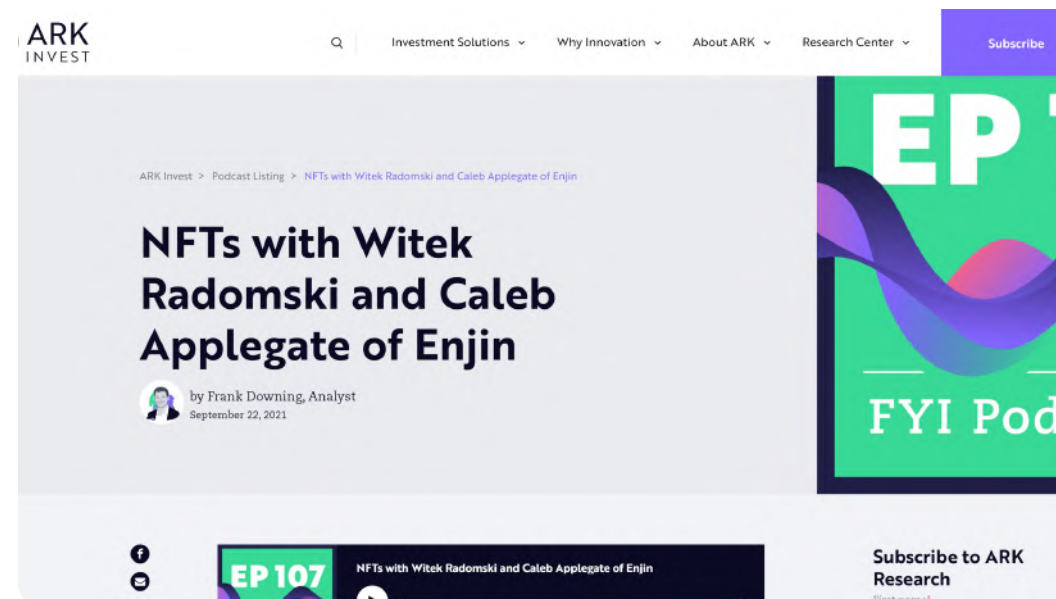 ARK
INVEST
Investment Solutions
Why Innovation
About ARK
Research Center
Subscribe
EP 1
ARK Invest > Podcast Listing > NFTs with Witek Radomski and Caleb Applegate of Enjin
NFTs with Witek
Radomski and Caleb
Applegate of Enjin
by Frank Downing, Analyst
September 22, 2021
FYI Pod
EP 107
NFTs with Witek Radomski and Caleb Applegate of Enjin
Subscribe to ARK
Research